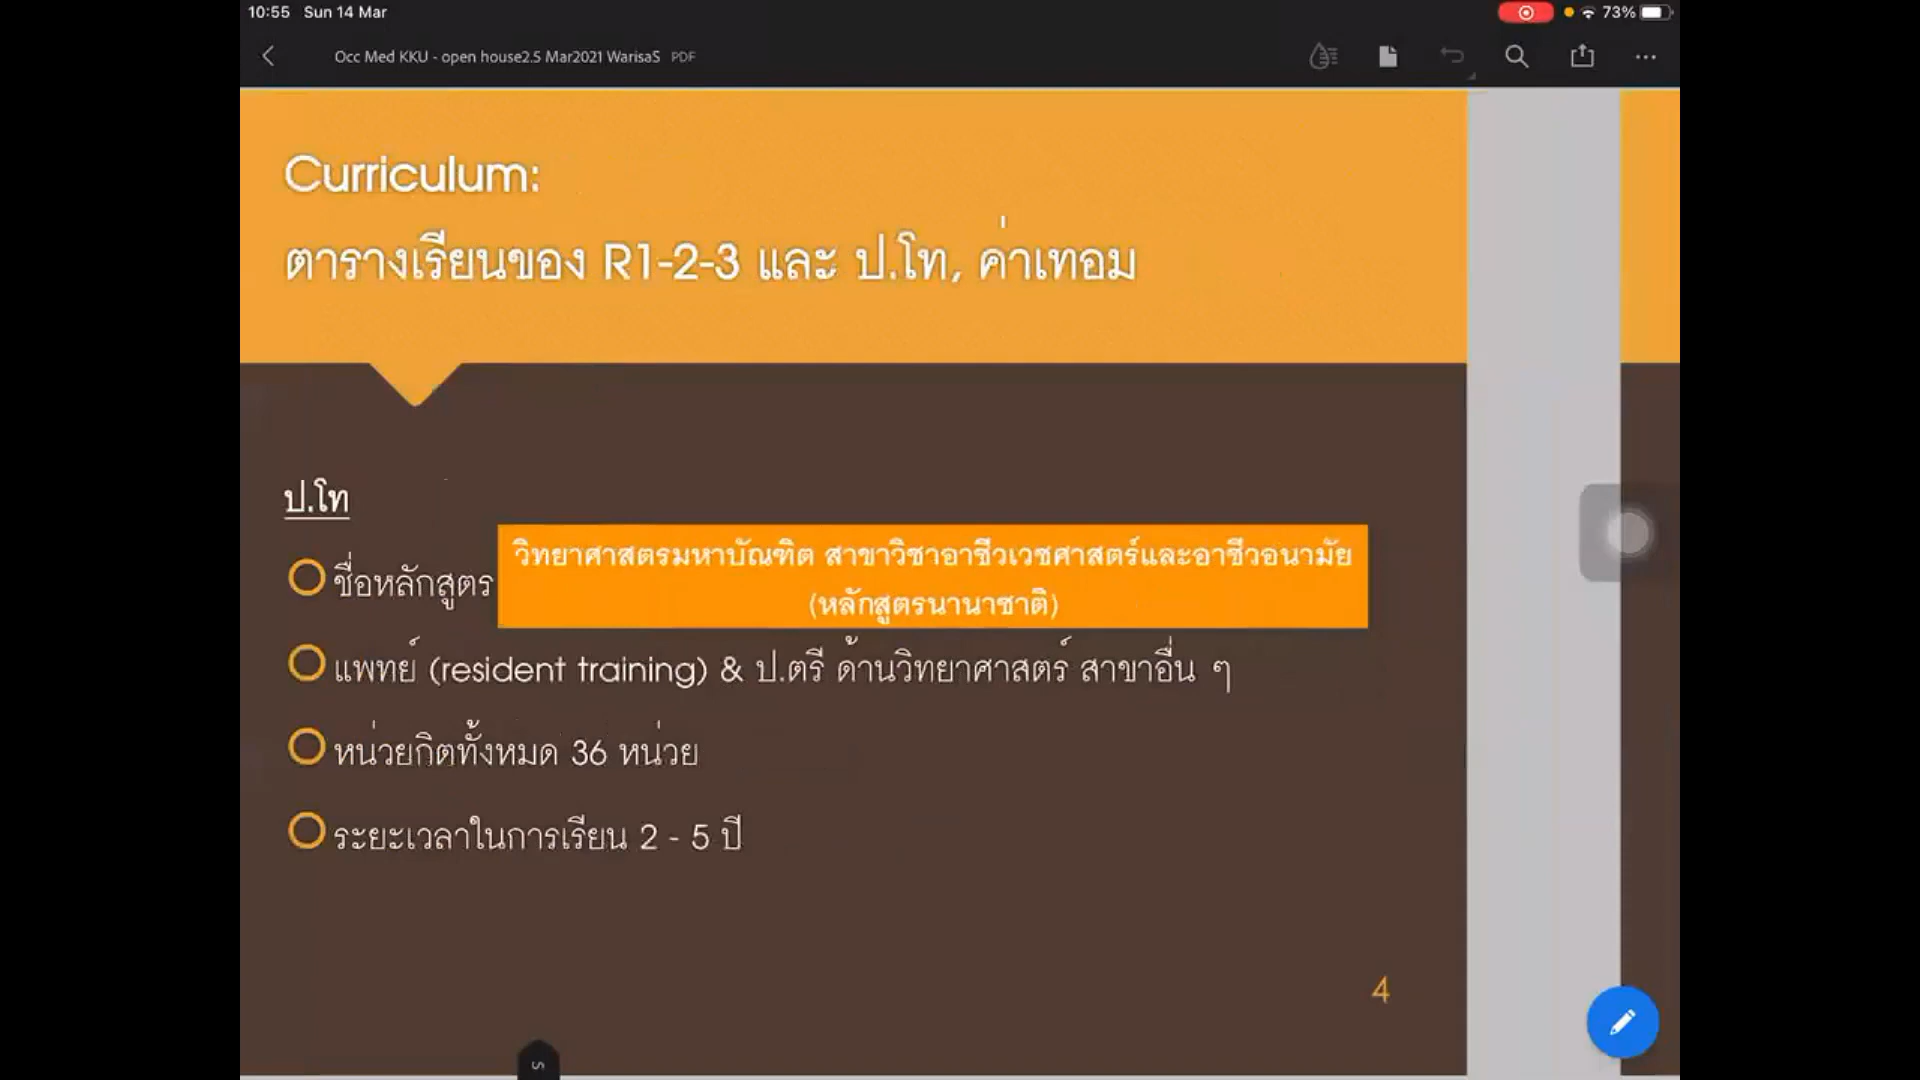 10:55 Sun 14 Mar
73%
Occ Med KKU - open house2.5 Mar2021 WarisaS PDF
Curriculum:
ตารางเรียนของ R1-2-3 และ ป.โท, ค่าเทอม
ป.โท
ชื่อหลักสูตร
วิทยาศาสตรมหาบัณฑิต สาขาวิชาอาชีวเวชศาสตร์และอาชีวอนามัย
(หลักสูตรนานาชาติ)
แพทย์ (resident training) & ป.ตรี ด้านวิทยาศาสตร์ สาขาอื่น ๆ
หน่วยกิตทั้งหมด 36 หน่วย
ระยะเวลาในการเรียน 2 - 5 ปี
4
5